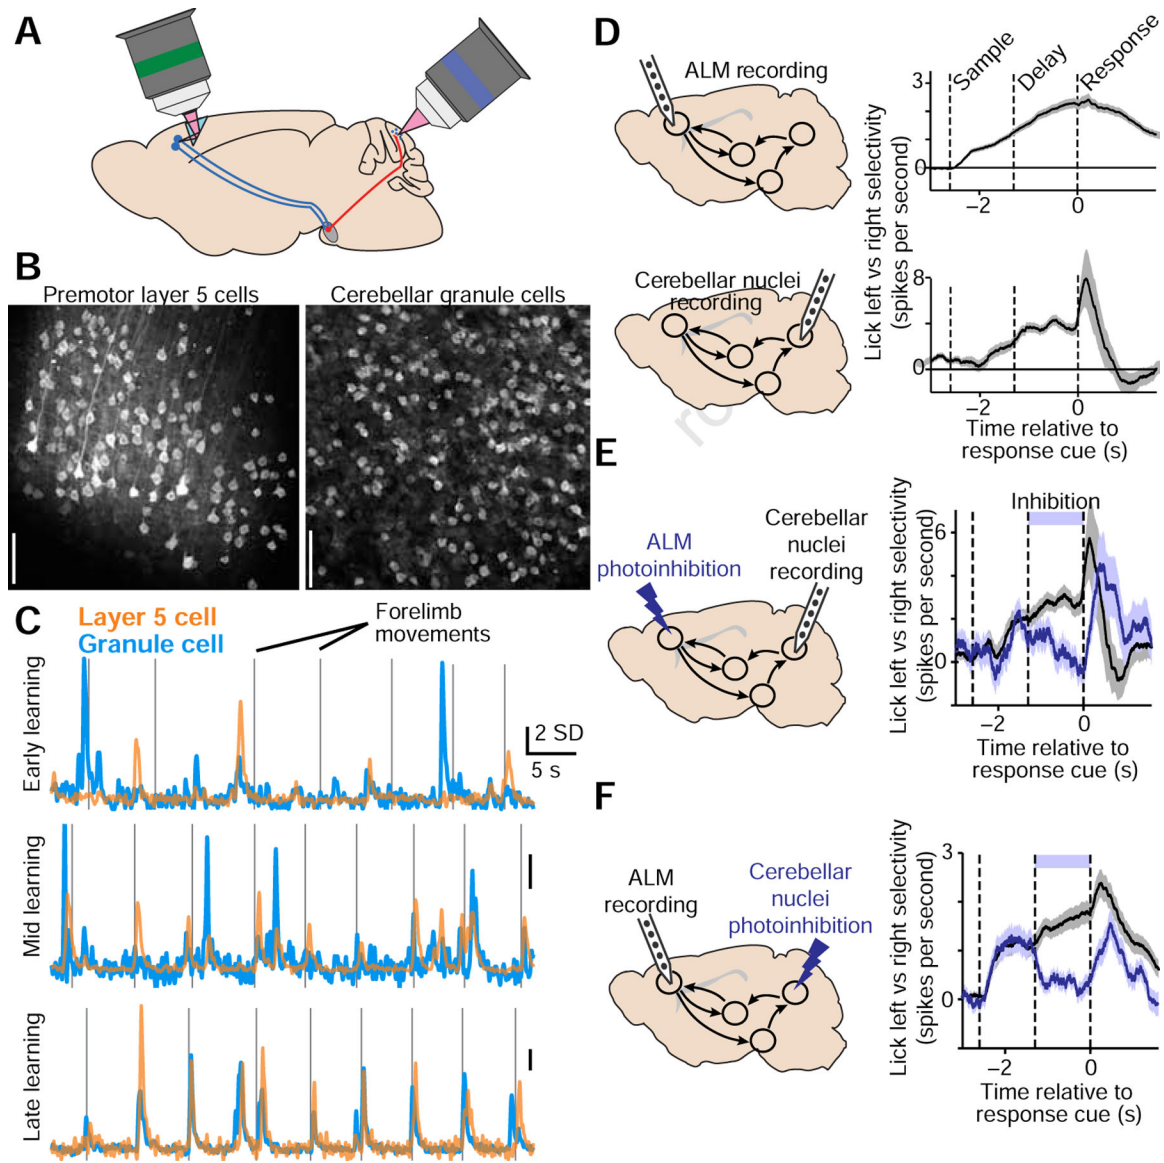 A
B
Premotor layer 5 cells
Cerebellar granule cells
C
Layer 5 cell
Granule cell
Forelimb
movements
Early learning
2 SD
5 s
Mid learning
Late learning
D
ALM recording
Sample
Delay
Response
3
0
−2
0
Cerebellar nuclei
recording
Lick left vs right selectivity
(spikes per second)
8
0
−2
0
Time relative to
response cue (s)
E
ALM
photoinhibition
Cerebellar
nuclei
recording
Inhibition
Lick left vs right selectivity
(spikes per second)
6
0
−2
0
Time relative to
response cue (s)
F
ALM
recording
Cerebellar
nuclei
photoinhibition
Lick left vs right selectivity
(spikes per second)
3
0
−2
0
Time relative to
response cue (s)